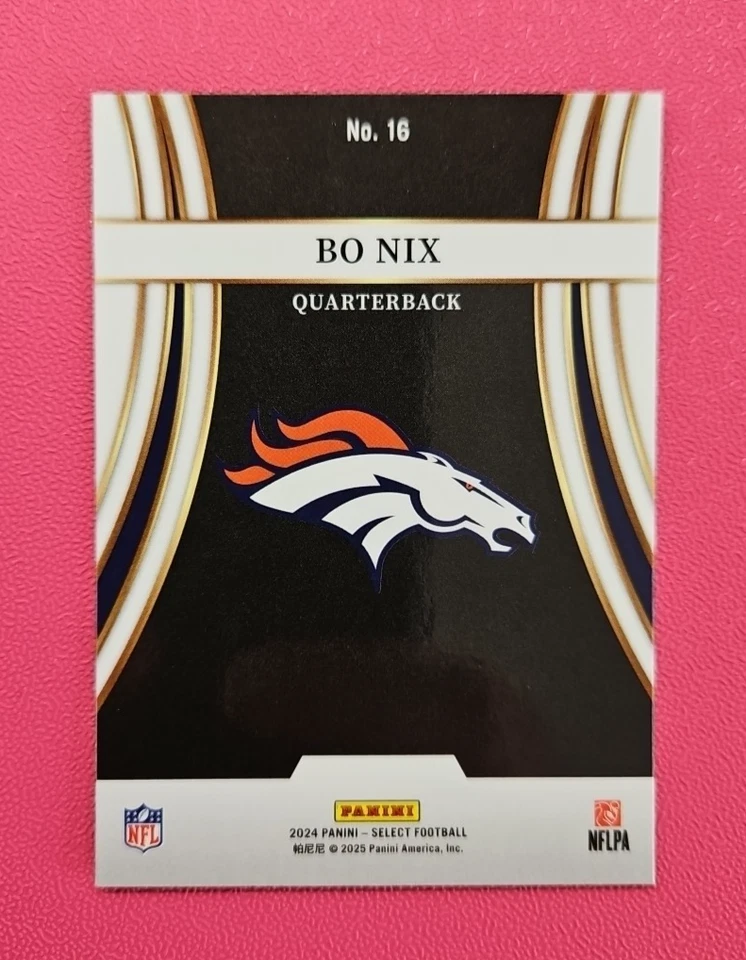 No. 16
BO NIX
QUARTERBACK
PANINI
2024 PANINI – SELECT FOOTBALL
帕尼尼 © 2025 Panini America, Inc.
NFL
NFLPA